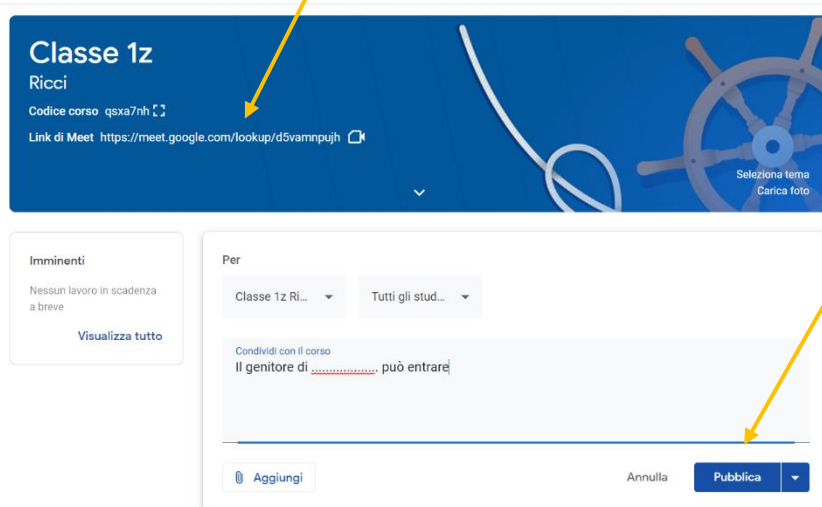 Classe 1z
Ricci
Codice corso qsxa7nh
Link di Meet https://meet.google.com/lookup/d5vamnpujh
Seleziona tema
Carica foto
Imminenti
Nessun lavoro in scadenza
a breve
Visualizza tutto
Per
Classe 1z Ri...
Tutti gli stud...
Condividi con il corso
Il genitore di .................. può entrare
Aggiungi
Annulla
Pubblica